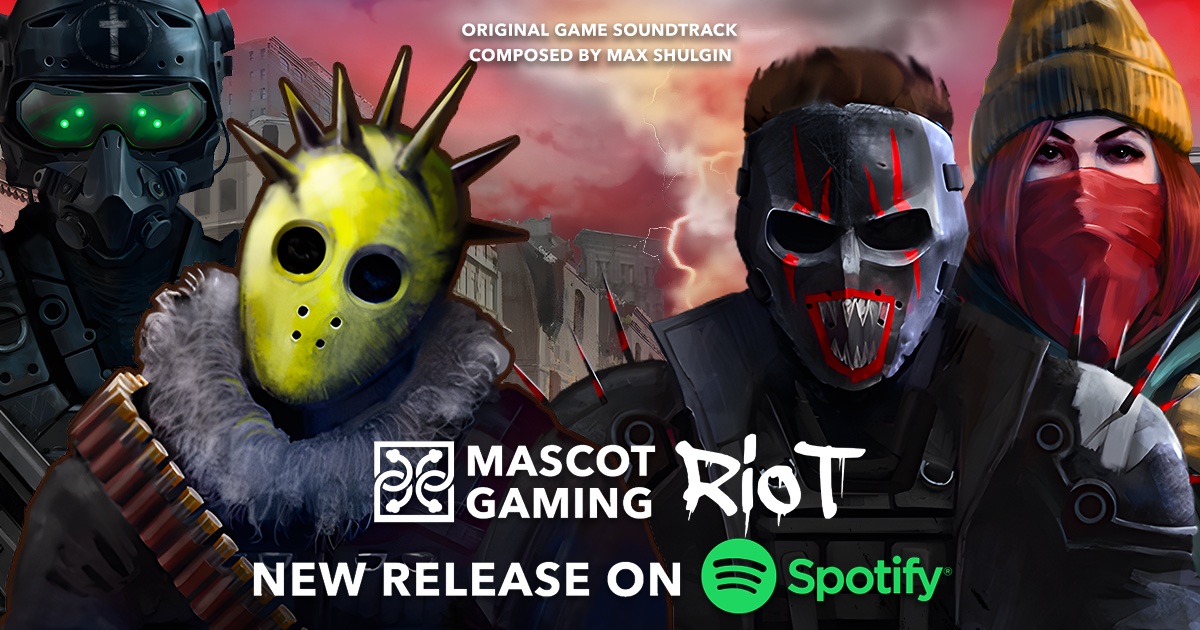 ORIGINAL GAME SOUNDTRACK
COMPOSED BY MAX SHULGIN
MASCOT
GAMING
RioT
NEW RELEASE ON Spotify®